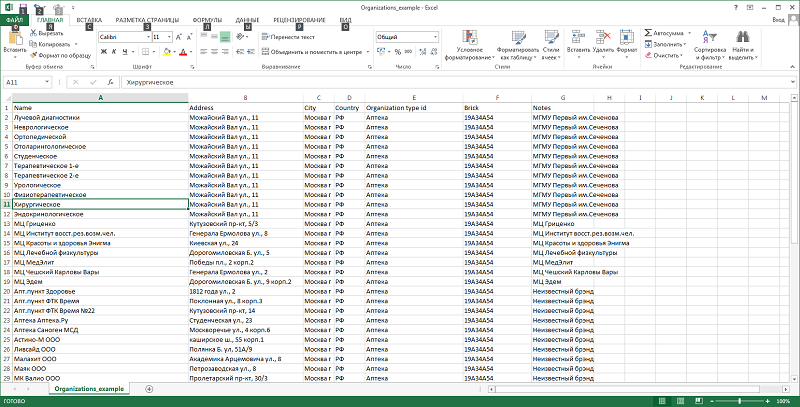 Organizations_example - Excel
ФАЙЛ ГЛАВНАЯ ВСТАВКА РАЗМЕТКА СТРАНИЦЫ ФОРМУЛЫ ДАННЫЕ РЕЦЕНЗИРОВАНИЕ ВИД Вход
Вставить Вырезать Копировать Формат по образцу
Calibri 11 Ж К Ч
Перенести текст Объединить и поместить в центре
Общий
Условное форматирование Форматировать как таблицу Стили ячеек
Вставить Удалить Формат
Автосумма Заполнить Очистить Сортировка и фильтр Найти и выделить
Буфер обмена Шрифт Выравнивание Число Стили Ячейки Редактирование
A11 Хирургическое
A B C D E F G H I J K L M
1 Name Address City Country Organization type id Brick Notes
2 Лучевой диагностики Можайский Вал ул., 11 Москва г РФ Аптека 19A34A54 МГМУ Первый им.Сеченова
3 Неврологическое Можайский Вал ул., 11 Москва г РФ Аптека 19A34A54 МГМУ Первый им.Сеченова
4 Ортопедической Можайский Вал ул., 11 Москва г РФ Аптека 19A34A54 МГМУ Первый им.Сеченова
5 Отоларингологическое Можайский Вал ул., 11 Москва г РФ Аптека 19A34A54 МГМУ Первый им.Сеченова
6 Студенческое Можайский Вал ул., 11 Москва г РФ Аптека 19A34A54 МГМУ Первый им.Сеченова
7 Терапевтическое 1-е Можайский Вал ул., 11 Москва г РФ Аптека 19A34A54 МГМУ Первый им.Сеченова
8 Терапевтическое 2-е Можайский Вал ул., 11 Москва г РФ Аптека 19A34A54 МГМУ Первый им.Сеченова
9 Урологическое Можайский Вал ул., 11 Москва г РФ Аптека 19A34A54 МГМУ Первый им.Сеченова
10 Физиотерапевтическое Можайский Вал ул., 11 Москва г РФ Аптека 19A34A54 МГМУ Первый им.Сеченова
11 Хирургическое Можайский Вал ул., 11 Москва г РФ Аптека 19A34A54 МГМУ Первый им.Сеченова
12 Эндокринологическое Можайский Вал ул., 11 Москва г РФ Аптека 19A34A54 МГМУ Первый им.Сеченова
13 МЦ Гриценко Кутузовский пр-кт, 5/3 Москва г РФ Аптека 19A34A54 МЦ Гриценко
14 МЦ Институт восст.рез.возм.чел. Генерала Ермолова ул., 8 Москва г РФ Аптека 19A34A54 МЦ Институт восст.рез.возм.чел.
15 МЦ Красоты и здоровья Энигма Киевская ул., 24 Москва г РФ Аптека 19A34A54 МЦ Красоты и здоровья Энигма
16 МЦ Лечебной физкультуры Дорогомиловская Б. ул., 5 Москва г РФ Аптека 19A34A54 МЦ Лечебной физкультуры
17 МЦ МедЭлит Победы пл., 2 корп.2 Москва г РФ Аптека 19A34A54 МЦ МедЭлит
18 МЦ Чешский Карловы Вары Генерала Ермолова ул., 2 Москва г РФ Аптека 19A34A54 МЦ Чешский Карловы Вары
19 МЦ Эдем Дорогомиловская Б. ул., 9 корп.2 Москва г РФ Аптека 19A34A54 МЦ Эдем
20 Апт.пункт Здоровье 1812 года ул., 2 Москва г РФ Аптека 19A34A54 Неизвестный брэнд
21 Апт.пункт ФТК Время Поклонная ул., 8 корп.3 Москва г РФ Аптека 19A34A54 Неизвестный брэнд
22 Апт.пункт ФТК Время №22 Кутузовский пр-кт, 14 Москва г РФ Аптека 19A34A54 Неизвестный брэнд
23 Аптека Аптека.Ру Студенческая ул., 23 Москва г РФ Аптека 19A34A54 Неизвестный брэнд
24 Аптека Саноген МСД Москворечье ул., 4 корп.6 Москва г РФ Аптека 19A34A54 Неизвестный брэнд
25 Астино-М ООО каширское ш., 55 корп.1 Москва г РФ Аптека 19A34A54 Неизвестный брэнд
26 Ливсайд ООО Полянка Б. ул, 51А/9 Москва г РФ Аптека 19A34A54 Неизвестный брэнд
27 Малахит ООО Академика Арцемовича ул., 8 Москва г РФ Аптека 19A34A54 Неизвестный брэнд
28 Маяк ООО Петрозаводская ул., 8 Москва г РФ Аптека 19A34A54 Неизвестный брэнд
29 МК Валио ООО Пролетарский пр-кт, 30/3 Москва г РФ Аптека 19A34A54 Неизвестный брэнд
Organizations_example
ГОТОВО 100%